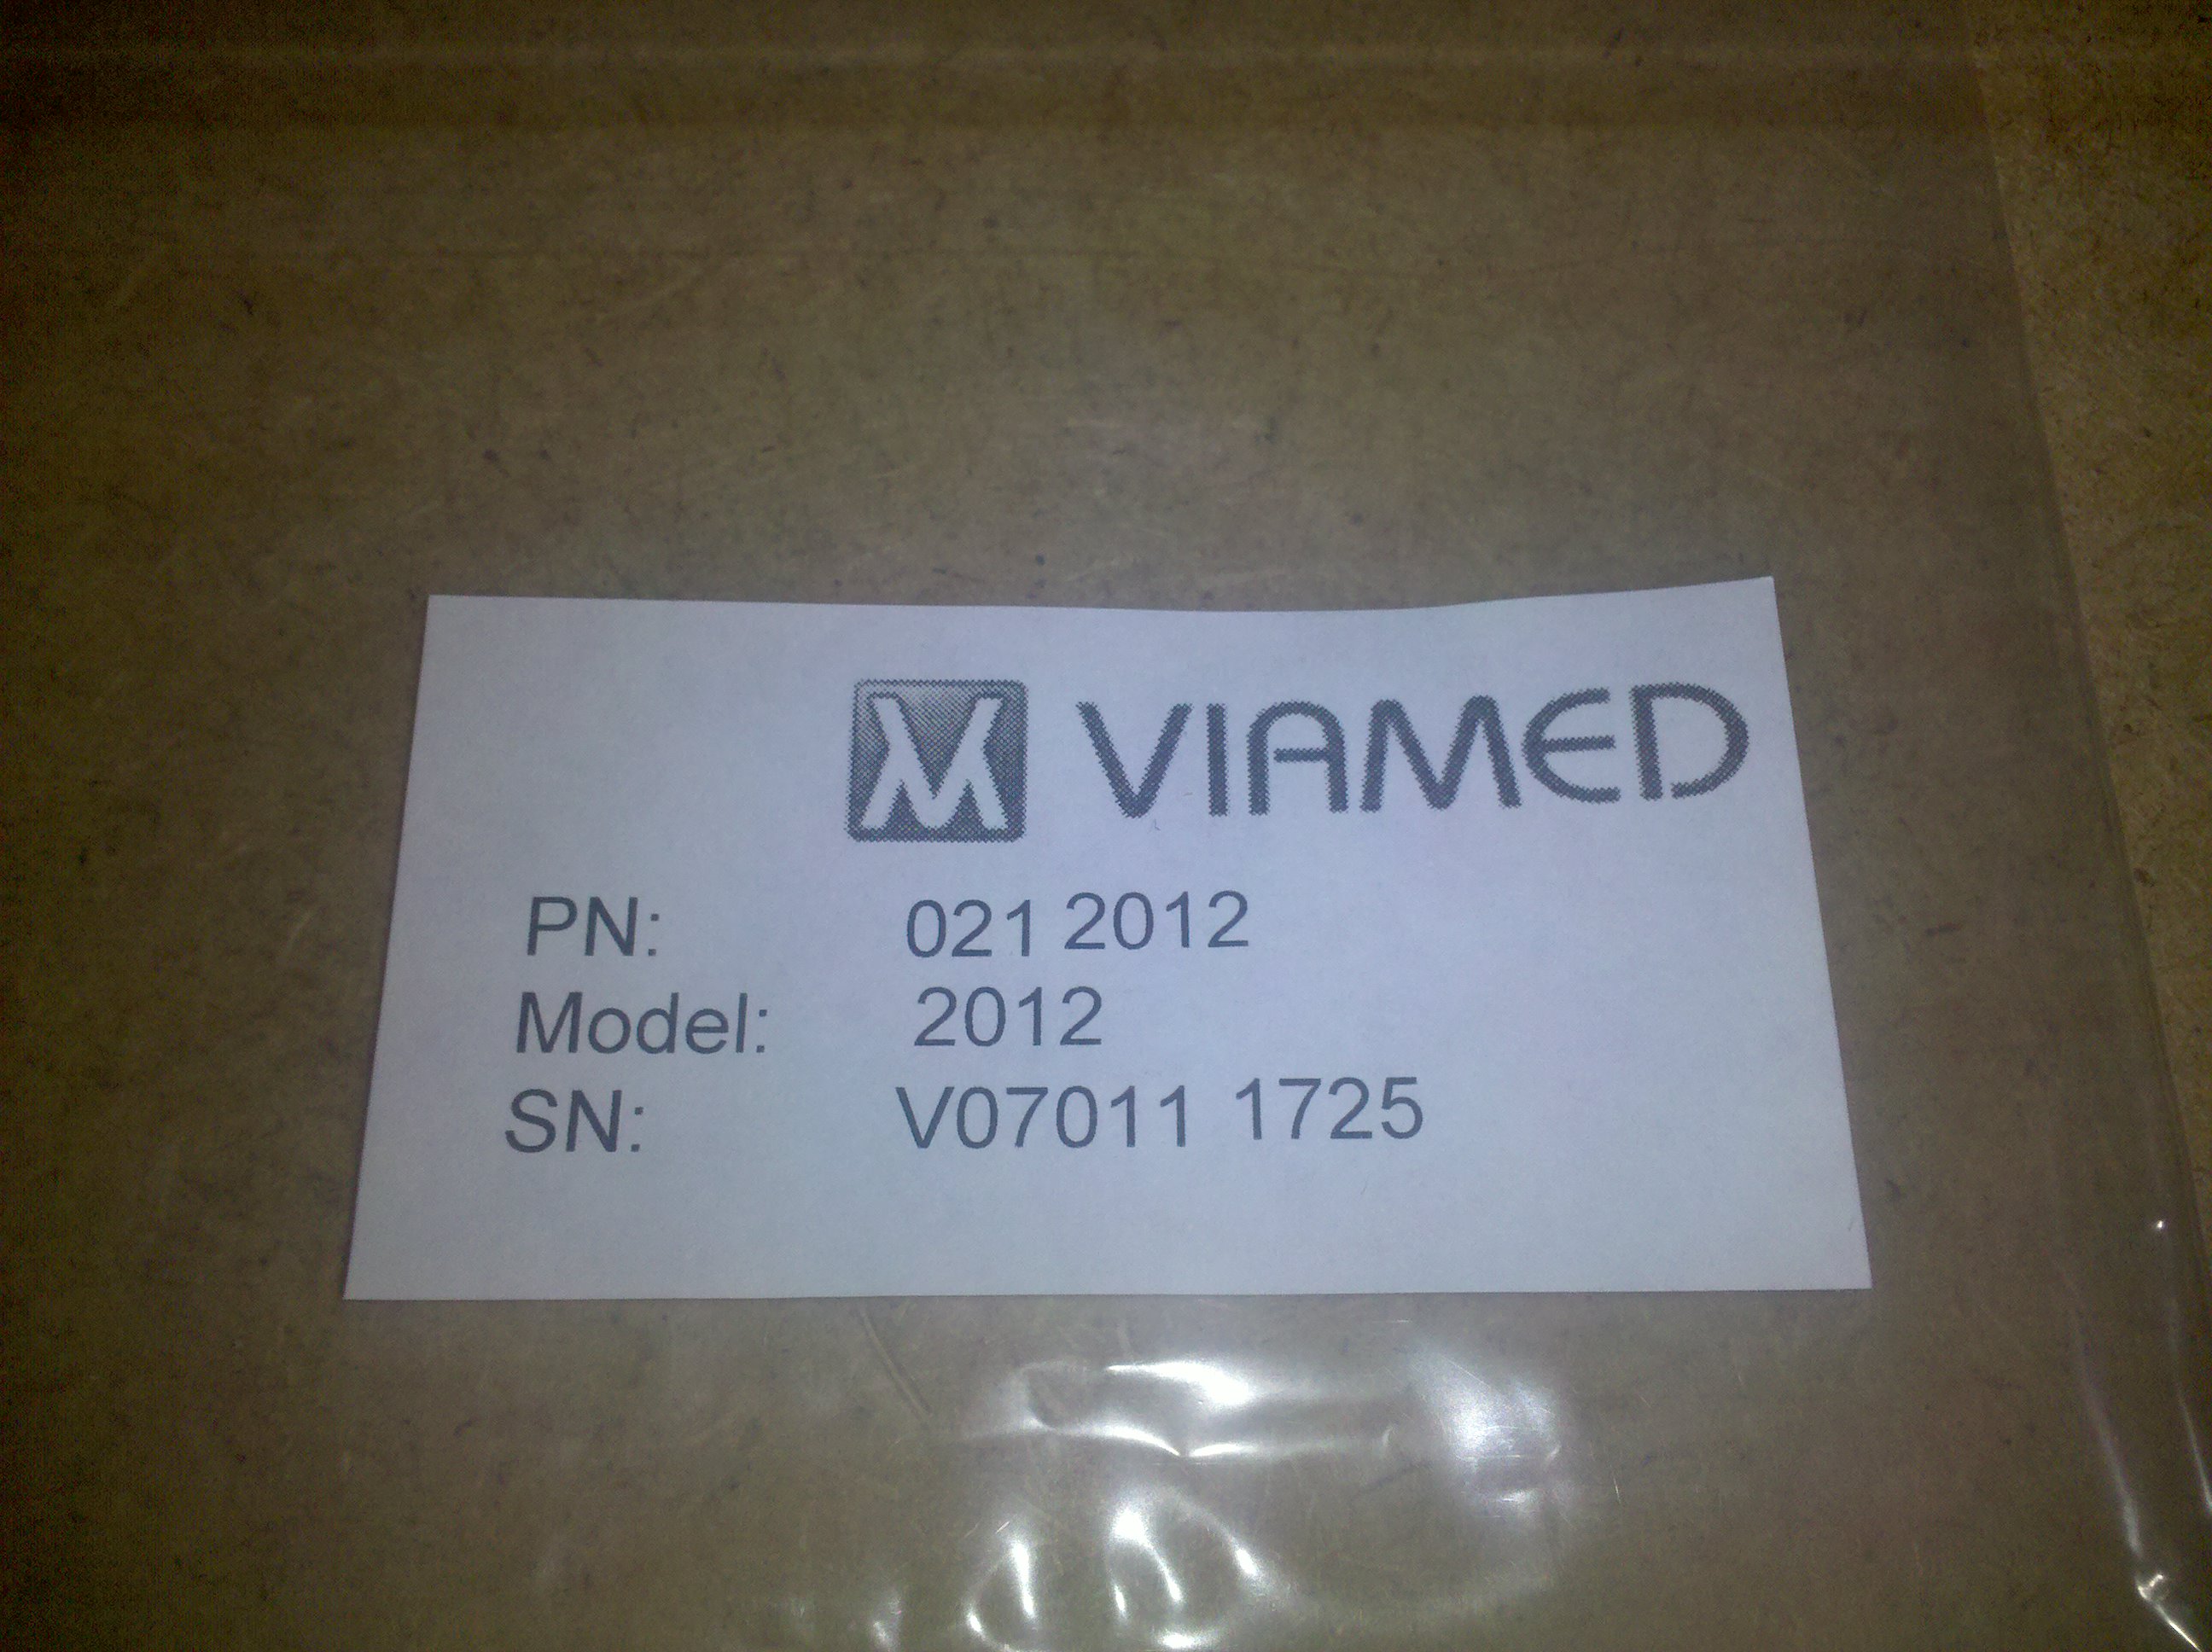 VIAMED
PN: 021 2012
Model: 2012
SN: V07011 1725